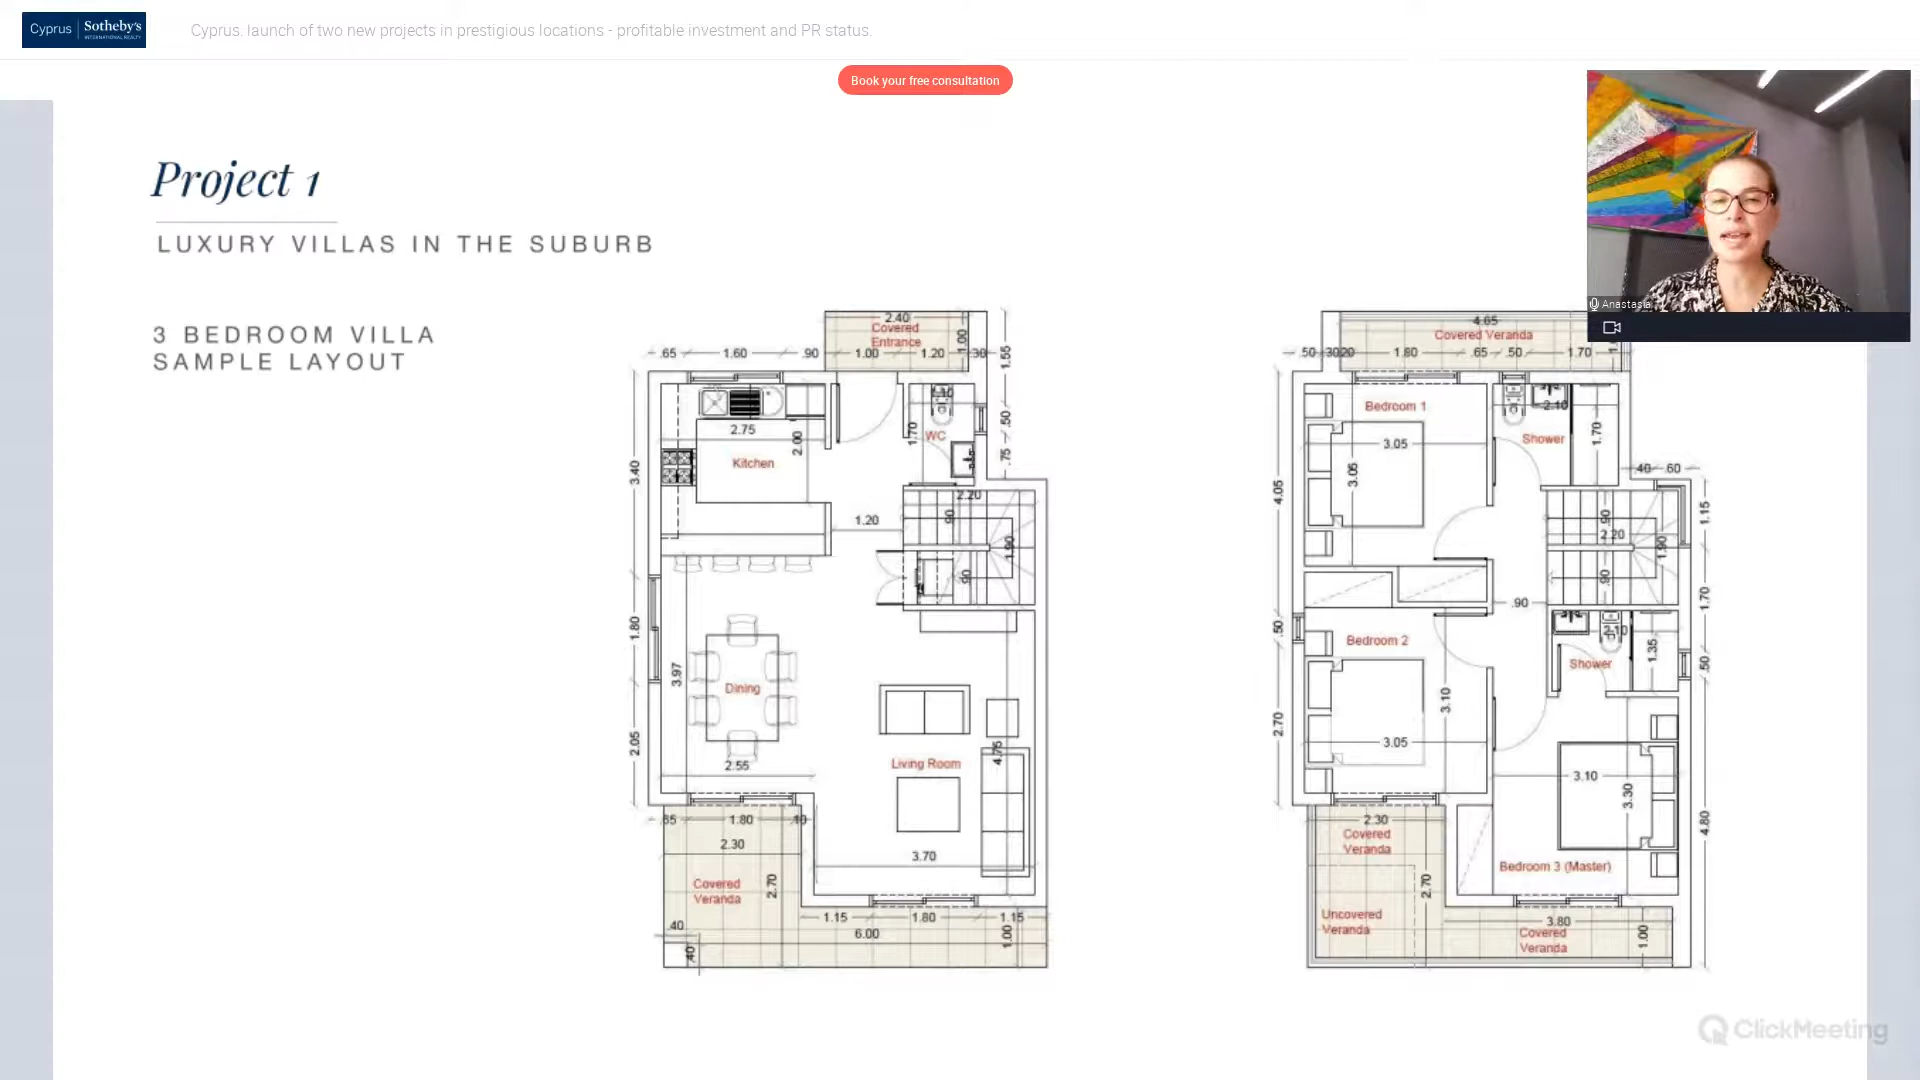 Cyprus | Sotheby's
INTERNATIONAL REALTY
Cyprus. launch of two new projects in prestigious locations - profitable investment and PR status.
Book your free consultation
Anastasia
Project 1
LUXURY VILLAS IN THE SUBURB
3 BEDROOM VILLA
SAMPLE LAYOUT
2.40
Covered
Entrance
1.00
.65 1.60 .90 1.00 1.20 .30
1.55
2.75
2.00
Kitchen
3.40
1.10
1.70
WC
.50
.75
2.20
.90
1.20
1.90
.90
1.80
3.97
Dining
2.05
2.55
4.75
Living Room
3.70
.65 1.80 .10
2.30
Covered
Veranda
2.70
1.15 1.80 1.15
.40
6.00
1.00
.40
4.65
Covered Veranda
.50 .30 .20 1.80 .65 .50 1.70
Bedroom 1
3.05
3.05
2.10
Shower
1.70
.40 .60
4.05
.90
2.20
1.90
.90
1.15
1.70
.90
.50
Bedroom 2
2.10
Shower
1.35
.50
3.10
3.05
2.70
3.10
3.30
4.80
Bedroom 3 (Master)
2.30
Covered
Veranda
2.70
Uncovered
Veranda
3.80
Covered
Veranda
1.00
ClickMeeting